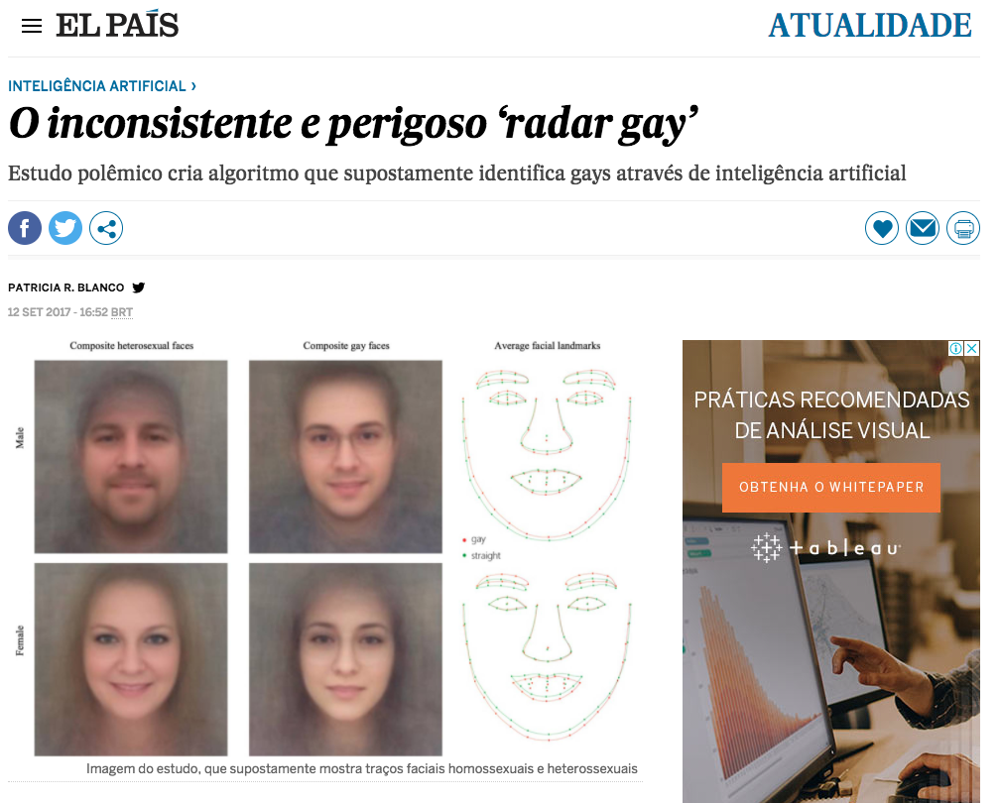 EL PAÍS
ATUALIDADE
INTELIGÊNCIA ARTIFICIAL ›
O inconsistente e perigoso ‘radar gay’
Estudo polêmico cria algoritmo que supostamente identifica gays através de inteligência artificial
PATRICIA R. BLANCO
12 SET 2017 - 16:52 BRT
Composite heterosexual faces
Composite gay faces
Average facial landmarks
Male
gay
straight
Female
Imagem do estudo, que supostamente mostra traços faciais homossexuais e heterossexuais
PRÁTICAS RECOMENDADAS
DE ANÁLISE VISUAL
OBTENHA O WHITEPAPER
+ a b l e a u